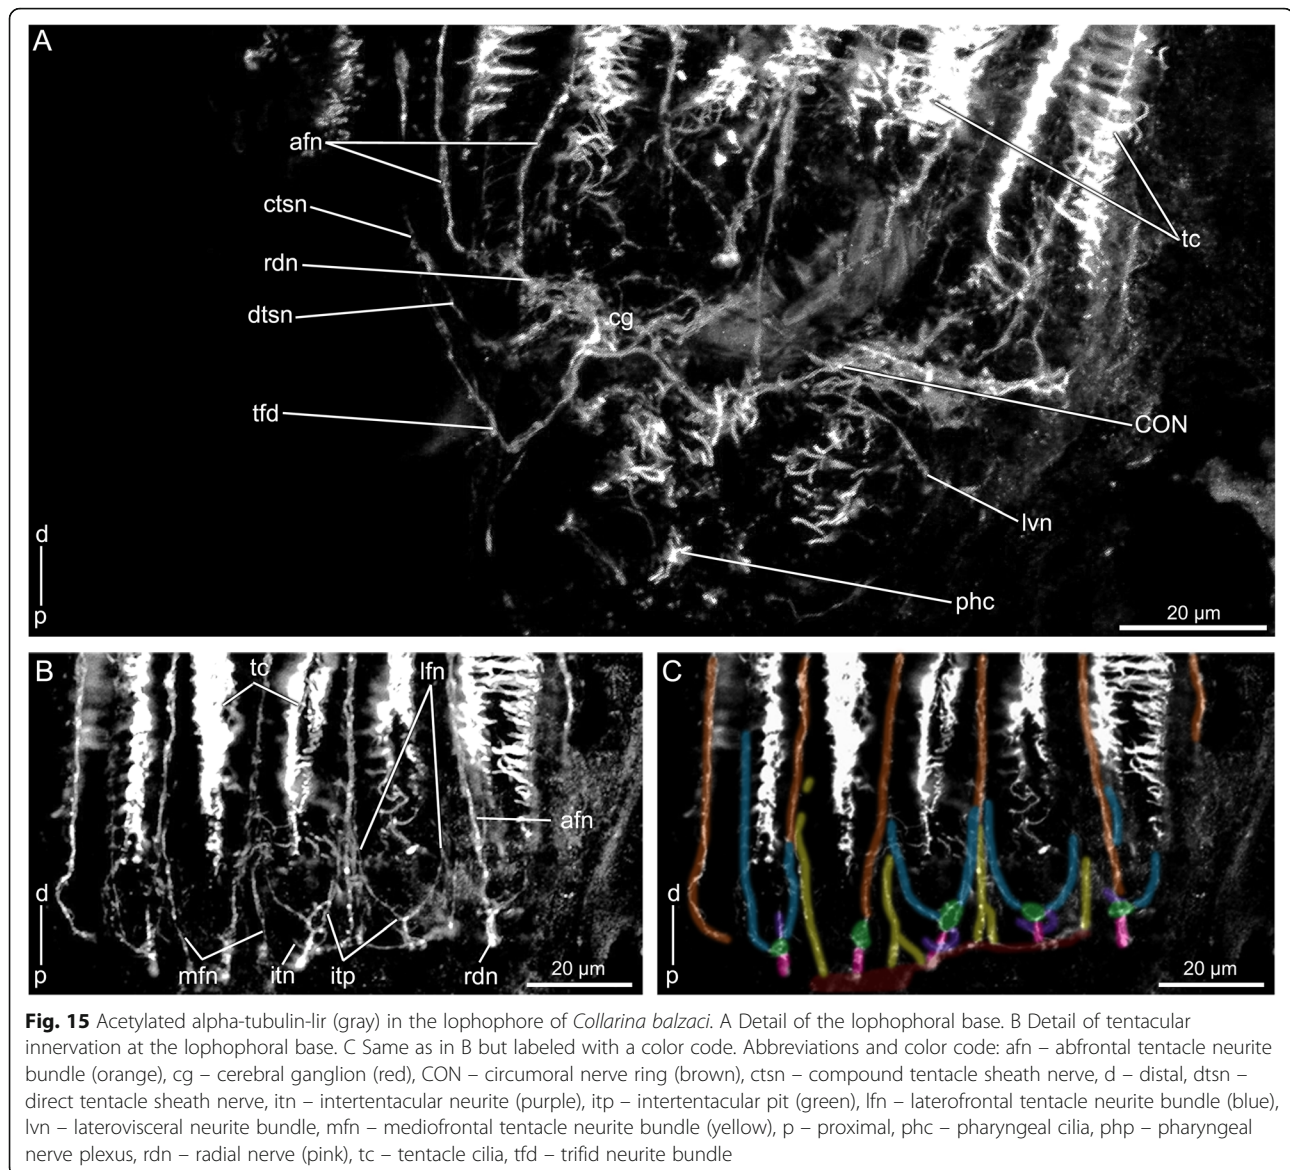 A
afn
ctsn
rdn
dtsn
cg
tc
tfd
CON
lvn
phc
d
p
20 µm
B
tc
lfn
afn
d
p
mfn
itn
itp
rdn
20 µm
C
d
p
20 µm
Fig. 15 Acetylated alpha-tubulin-lir (gray) in the lophophore of Collarina balzaci. A Detail of the lophophoral base. B Detail of tentacular
innervation at the lophophoral base. C Same as in B but labeled with a color code. Abbreviations and color code: afn – abfrontal tentacle neurite
bundle (orange), cg – cerebral ganglion (red), CON – circumoral nerve ring (brown), ctsn – compound tentacle sheath nerve, d – distal, dtsn –
direct tentacle sheath nerve, itn – intertentacular neurite (purple), itp – intertentacular pit (green), lfn – laterofrontal tentacle neurite bundle (blue),
lvn – laterovisceral neurite bundle, mfn – mediofrontal tentacle neurite bundle (yellow), p – proximal, phc – pharyngeal cilia, php – pharyngeal
nerve plexus, rdn – radial nerve (pink), tc – tentacle cilia, tfd – trifid neurite bundle